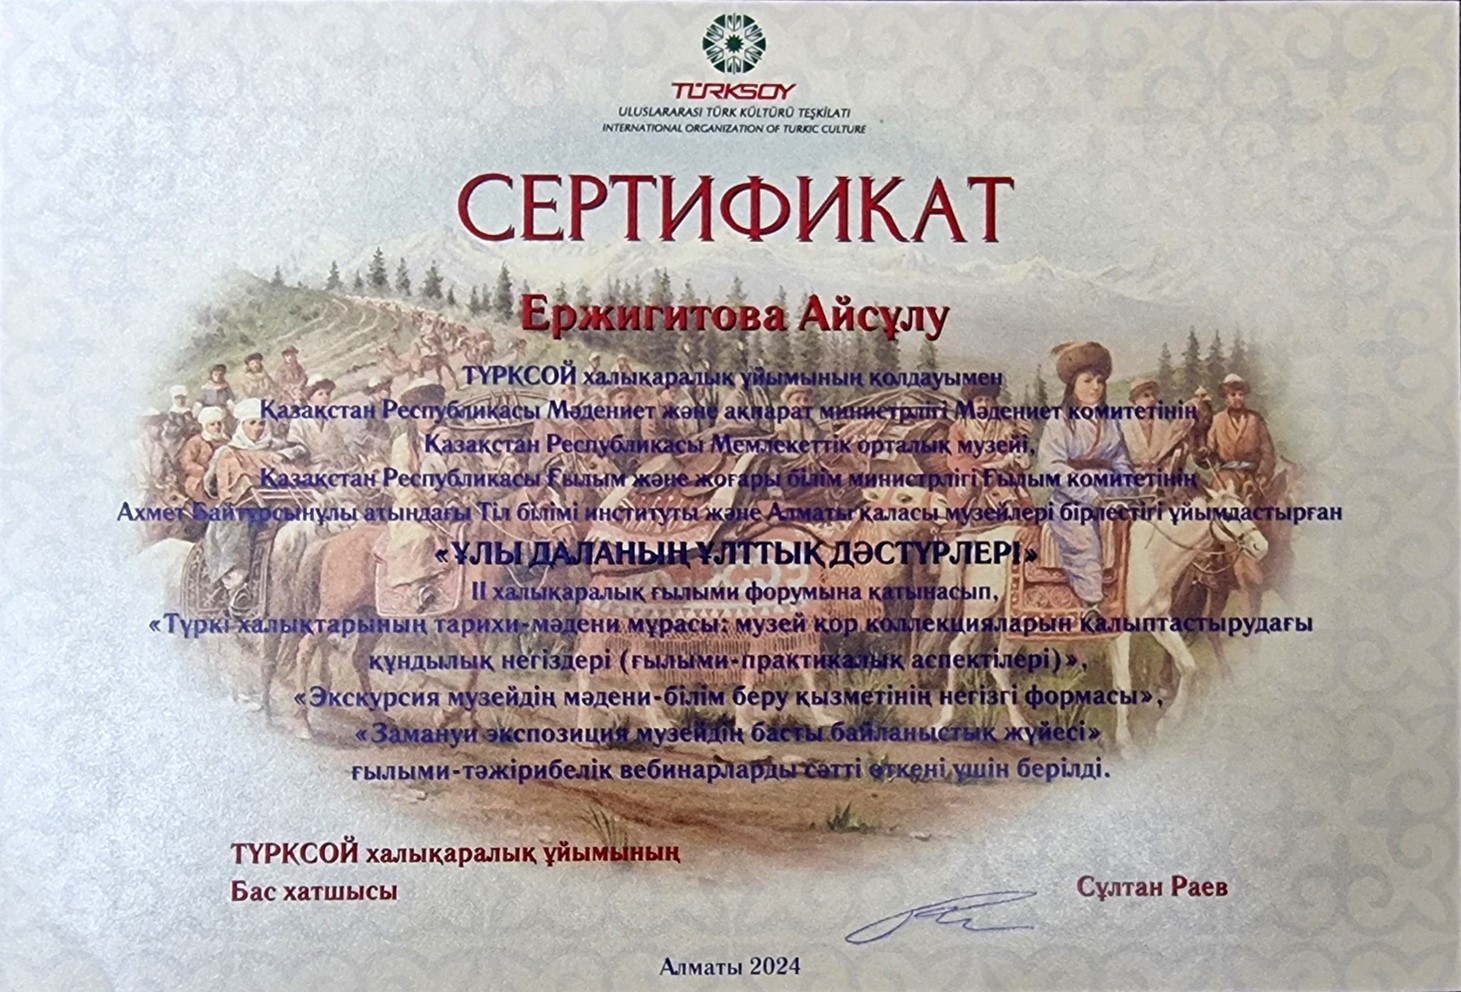 TÜRKSOY
ULUSLARARASI TÜRK KÜLTÜRÜ TEŞKİLATI
INTERNATIONAL ORGANIZATION OF TURKIC CULTURE
СЕРТИФИКАТ
Ержигитова Айсұлу
ТҮРКСОЙ халықаралық ұйымының қолдауымен
Қазақстан Республикасы Мәдениет және ақпарат министрлігі Мәдениет комитетінің
Қазақстан Республикасы Мемлекеттік орталық музейі,
Қазақстан Республикасы Ғылым және жоғары білім министрлігі Ғылым комитетінің
Ахмет Байтұрсынұлы атындағы Тіл білімі институты және Алматы қаласы музейлері бірлестігі ұйымдастырған
«ҰЛЫ ДАЛАНЫҢ ҰЛТТЫҚ ДӘСТҮРЛЕРІ»
II халықаралық ғылыми форумына қатынасып,
«Түркі халықтарының тарихи-мәдени мұрасы: музей қор коллекцияларын қалыптастырудағы
құндылық негіздері (ғылыми-практикалық аспектілері)»,
«Экскурсия музейдің мәдени-білім беру қызметінің негізгі формасы»,
«Замануи экспозиция музейдің басты байланыстық жүйесі»
ғылыми-тәжірибелік вебинарларды сәтті өткені үшін берілді.
ТҮРКСОЙ халықаралық ұйымының
Бас хатшысы
Сұлтан Раев
Алматы 2024